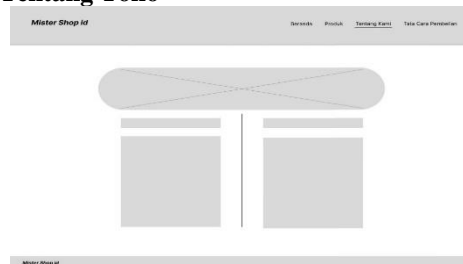 Tentang Toko
Mister Shop id
Beranda Produk Tentang Kami Tata Cara Pembelian
Mister Shop id